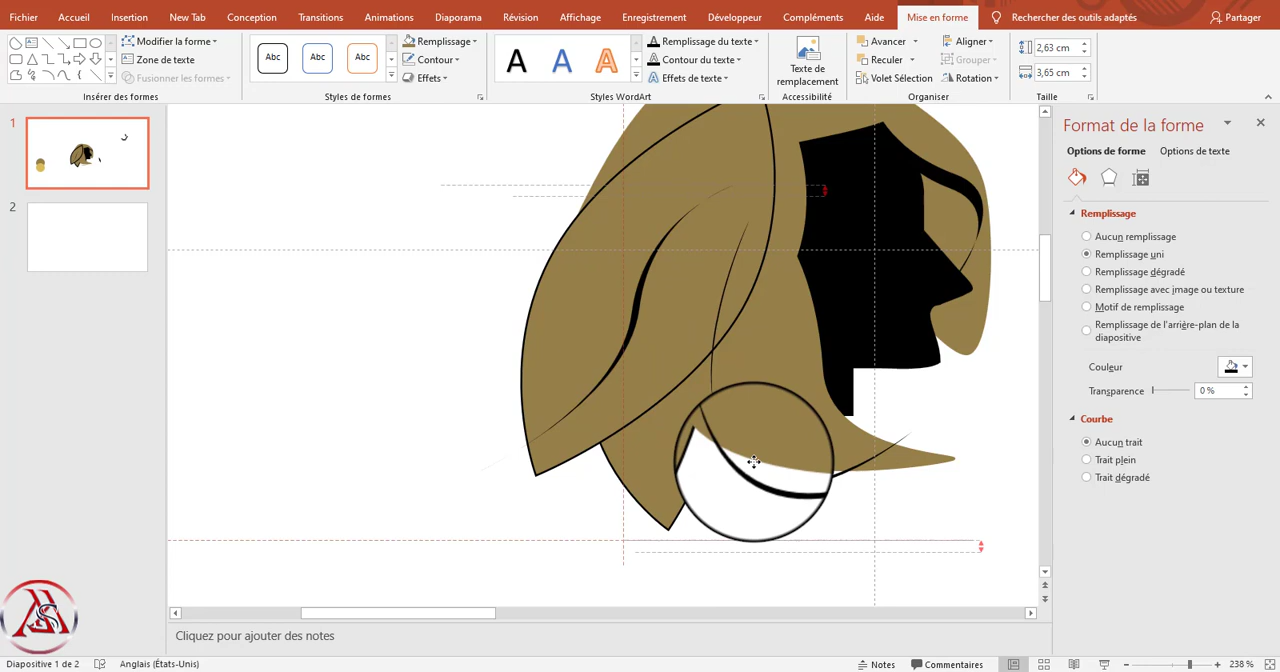 Fichier Accueil Insertion New Tab Conception Transitions Animations Diaporama Révision Affichage Enregistrement Développeur Compléments Aide Mise en forme Rechercher des outils adaptés Partager
Modifier la forme
Zone de texte
Fusionner les formes
Insérer des formes
Abc Abc Abc
Remplissage
Contour
Effets
Styles de formes
A A A
Remplissage du texte
Contour du texte
Effets de texte
Styles WordArt
Texte de
remplacement
Accessibilité
Avancer
Reculer
Volet Sélection
Aligner
Grouper
Rotation
Organiser
2,63 cm
3,65 cm
Taille
1
2
Format de la forme
Options de forme Options de texte
Remplissage
Aucun remplissage
Remplissage uni
Remplissage dégradé
Remplissage avec image ou texture
Motif de remplissage
Remplissage de l'arrière-plan de la
diapositive
Couleur
Transparence 0 %
Courbe
Aucun trait
Trait plein
Trait dégradé
Cliquez pour ajouter des notes
Diapositive 1 de 2 Anglais (États-Unis) Notes Commentaires 238 %